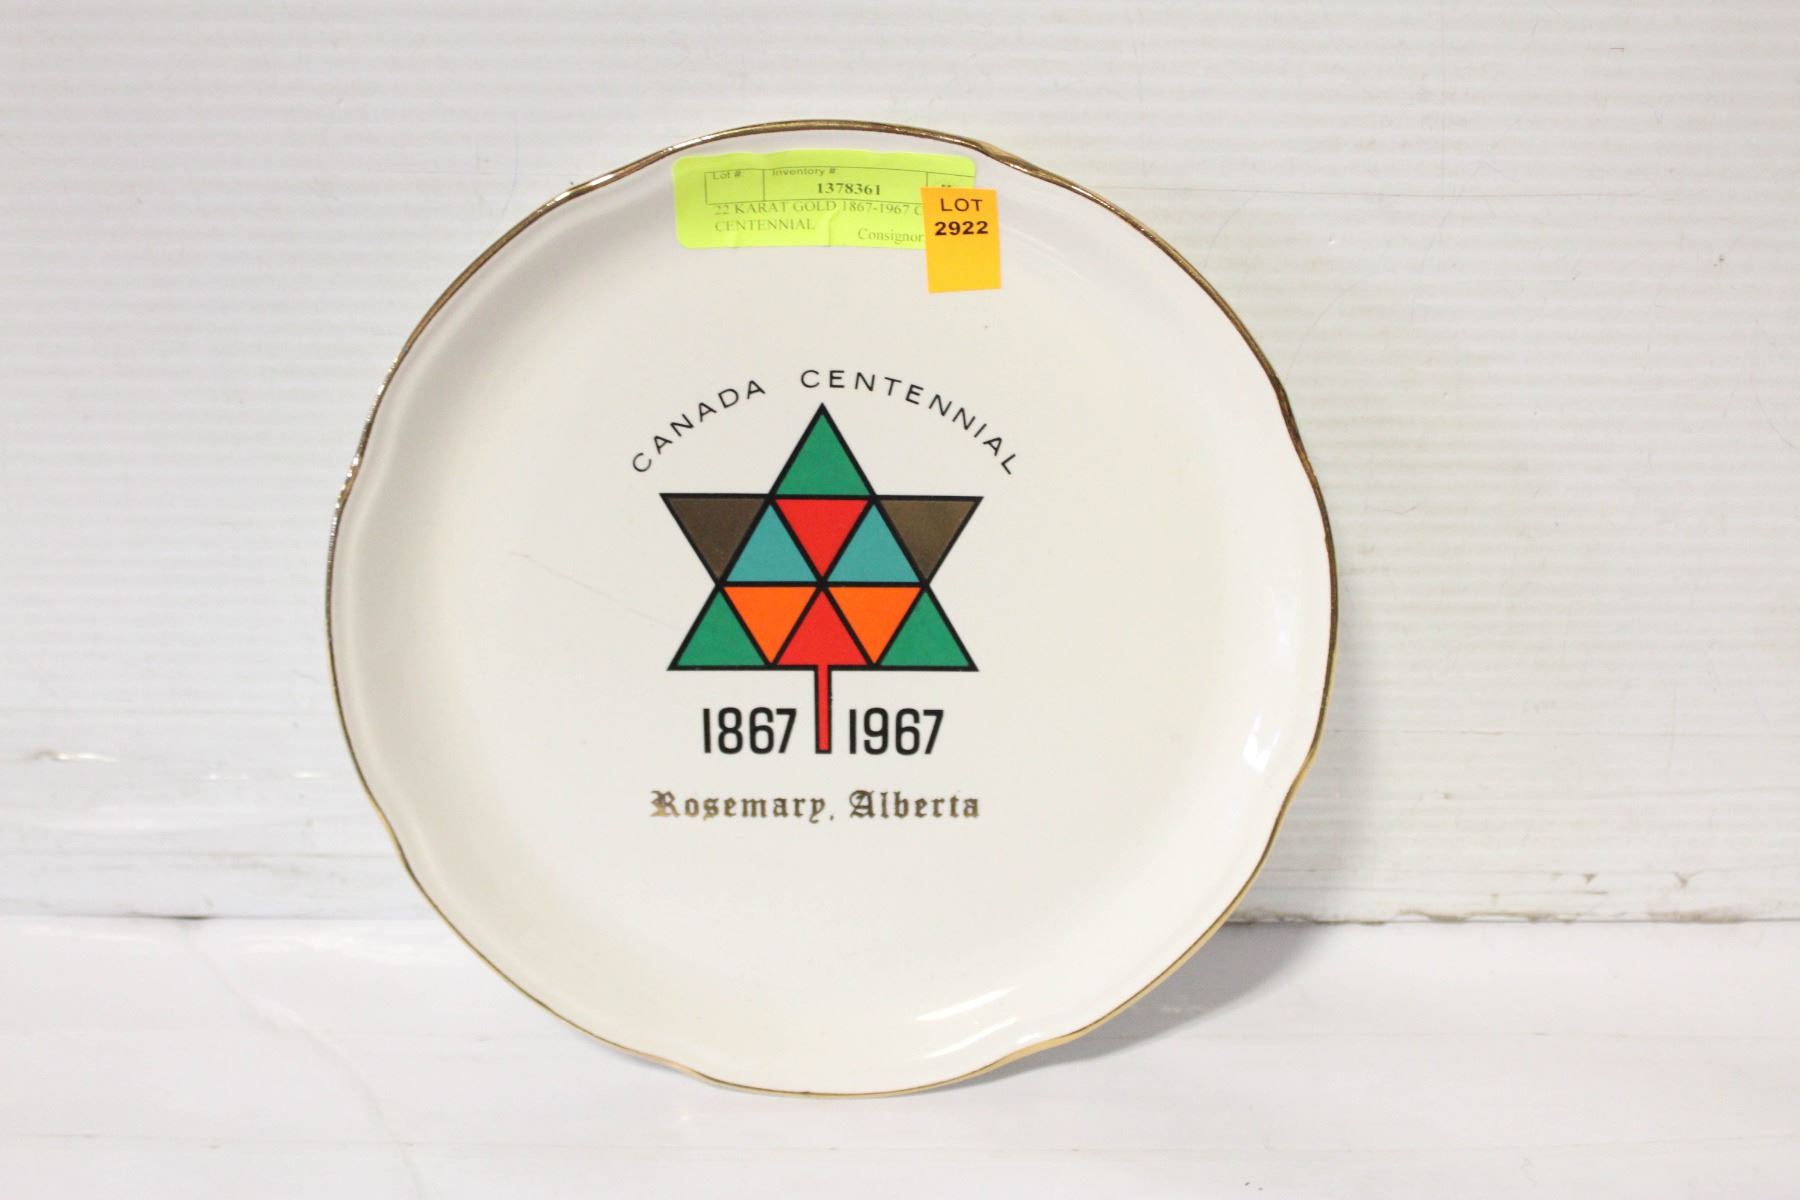 Lot # Inventory #
1378361
22 KARAT GOLD 1867-1967
CENTENNIAL Consignor
LOT
2922
CANADA CENTENNIAL
1867 1967
Rosemary, Alberta